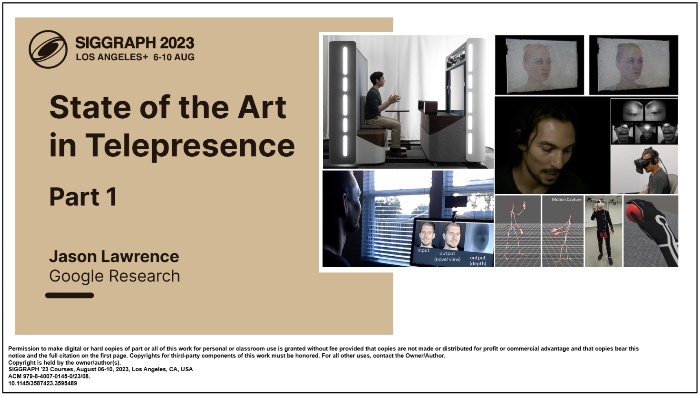 SIGGRAPH 2023
LOS ANGELES+ 6-10 AUG
State of the Art
in Telepresence
Part 1
Jason Lawrence
Google Research
input
output
(novel view)
output
(depth)
Motion Capture
Permission to make digital or hard copies of part or all of this work for personal or classroom use is granted without fee provided that copies are not made or distributed for profit or commercial advantage and that copies bear this
notice and the full citation on the first page. Copyrights for third-party components of this work must be honored. For all other uses, contact the Owner/Author.
Copyright is held by the owner/author(s).
SIGGRAPH '23 Courses, August 06-10, 2023, Los Angeles, CA, USA
ACM 979-8-4007-0145-0/23/08.
10.1145/3587423.3595489